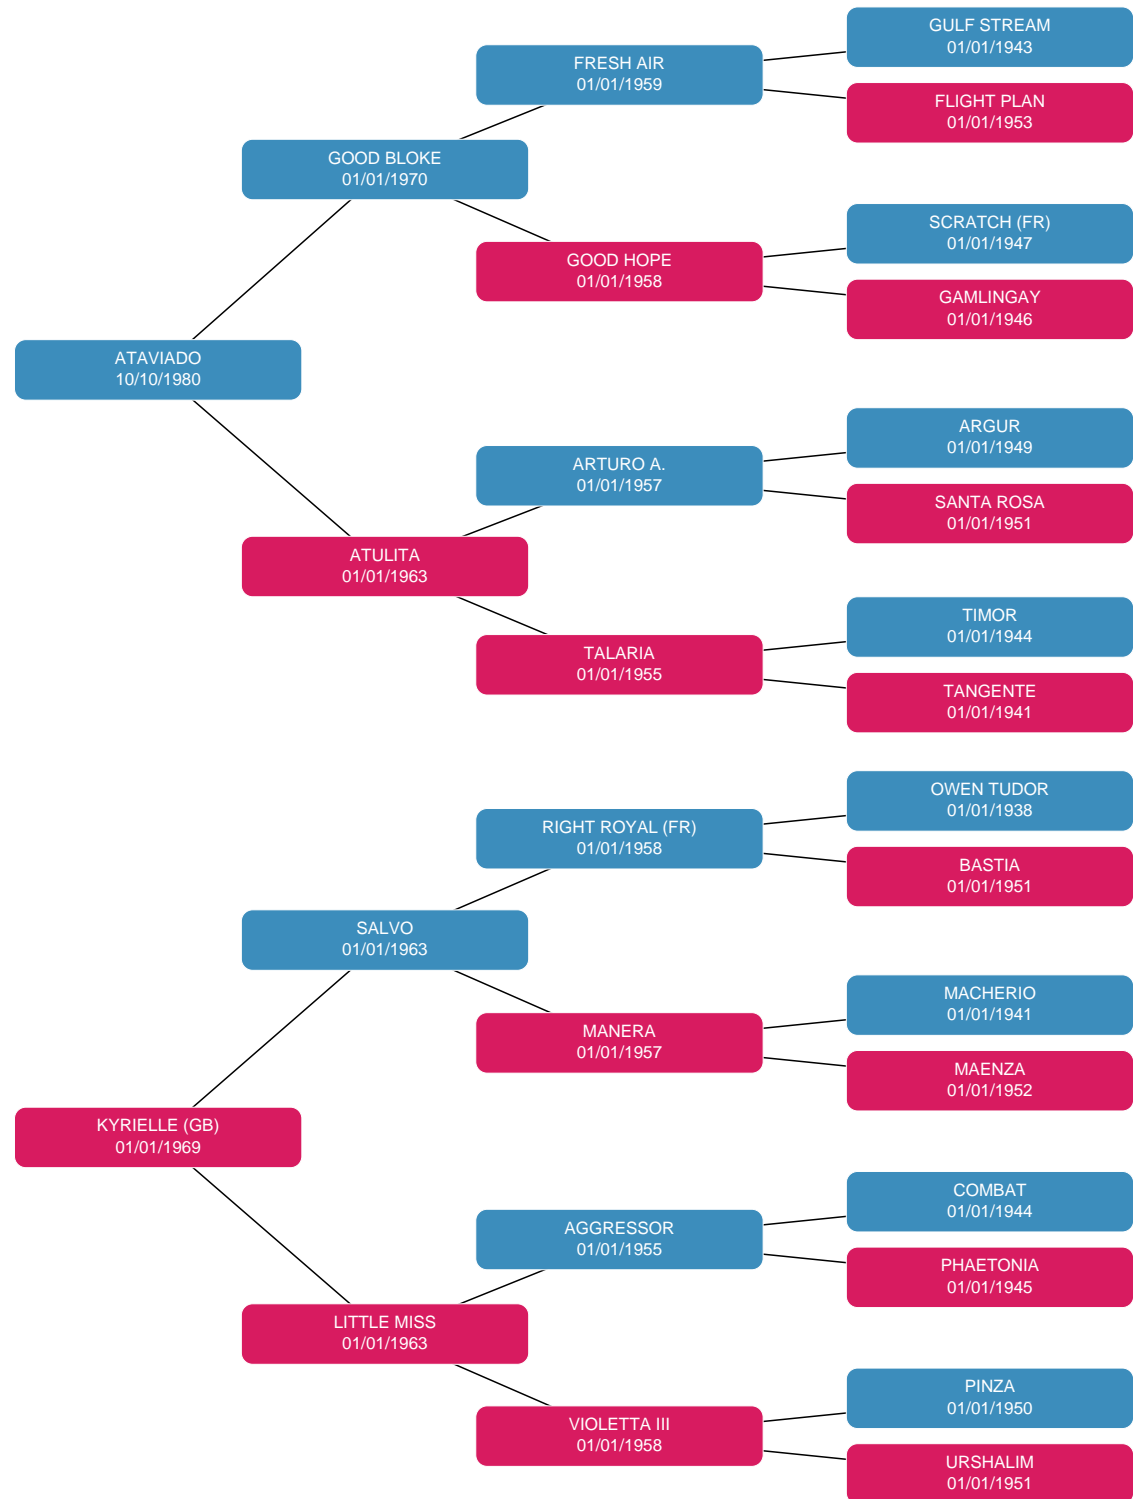 GULF STREAM
01/01/1943
FRESH AIR
01/01/1959
FLIGHT PLAN
01/01/1953
GOOD BLOKE
01/01/1970
SCRATCH (FR)
01/01/1947
GOOD HOPE
01/01/1958
GAMLINGAY
01/01/1946
ATAVIADO
10/10/1980
ARGUR
01/01/1949
ARTURO A.
01/01/1957
SANTA ROSA
01/01/1951
ATULITA
01/01/1963
TIMOR
01/01/1944
TALARIA
01/01/1955
TANGENTE
01/01/1941
OWEN TUDOR
01/01/1938
RIGHT ROYAL (FR)
01/01/1958
BASTIA
01/01/1951
SALVO
01/01/1963
MACHERIO
01/01/1941
MANERA
01/01/1957
MAENZA
01/01/1952
KYRIELLE (GB)
01/01/1969
COMBAT
01/01/1944
AGGRESSOR
01/01/1955
PHAETONIA
01/01/1945
LITTLE MISS
01/01/1963
PINZA
01/01/1950
VIOLETTA III
01/01/1958
URSHALIM
01/01/1951